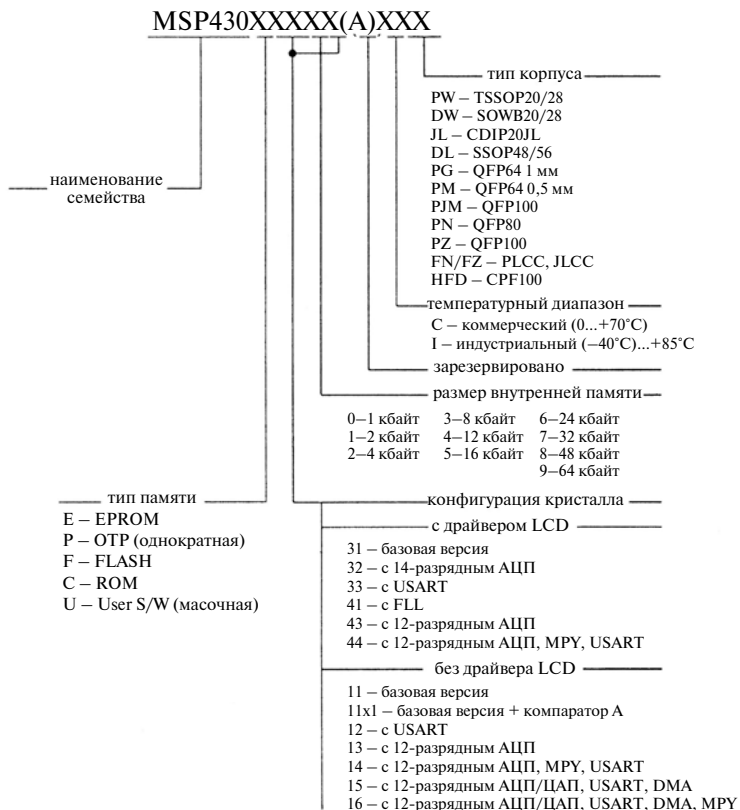 MSP430XXXXX(A)XXX
тип корпуса
PW – TSSOP20/28
DW – SOWB20/28
JL – CDIP20JL
DL – SSOP48/56
PG – QFP64 1 мм
PM – QFP64 0,5 мм
PJM – QFP100
PN – QFP80
PZ – QFP100
FN/FZ – PLCC, JLCC
HFD – CPF100
наименование
семейства
температурный диапазон
C – коммерческий (0...+70°C)
I – индустриальный (–40°C)...+85°C
зарезервировано
размер внутренней памяти
0–1 кбайт 3–8 кбайт 6–24 кбайт
1–2 кбайт 4–12 кбайт 7–32 кбайт
2–4 кбайт 5–16 кбайт 8–48 кбайт
9–64 кбайт
тип памяти
E – EPROM
P – OTP (однократная)
F – FLASH
C – ROM
U – User S/W (масочная)
конфигурация кристалла
с драйвером LCD
31 – базовая версия
32 – с 14-разрядным АЦП
33 – с USART
41 – с FLL
43 – с 12-разрядным АЦП
44 – с 12-разрядным АЦП, MPY, USART
без драйвера LCD
11 – базовая версия
11x1 – базовая версия + компаратор А
12 – с USART
13 – с 12-разрядным АЦП
14 – с 12-разрядным АЦП, MPY, USART
15 – с 12-разрядным АЦП/ЦАП, USART, DMA
16 – с 12-разрядным АЦП/ЦАП, USART, DMA, MPY